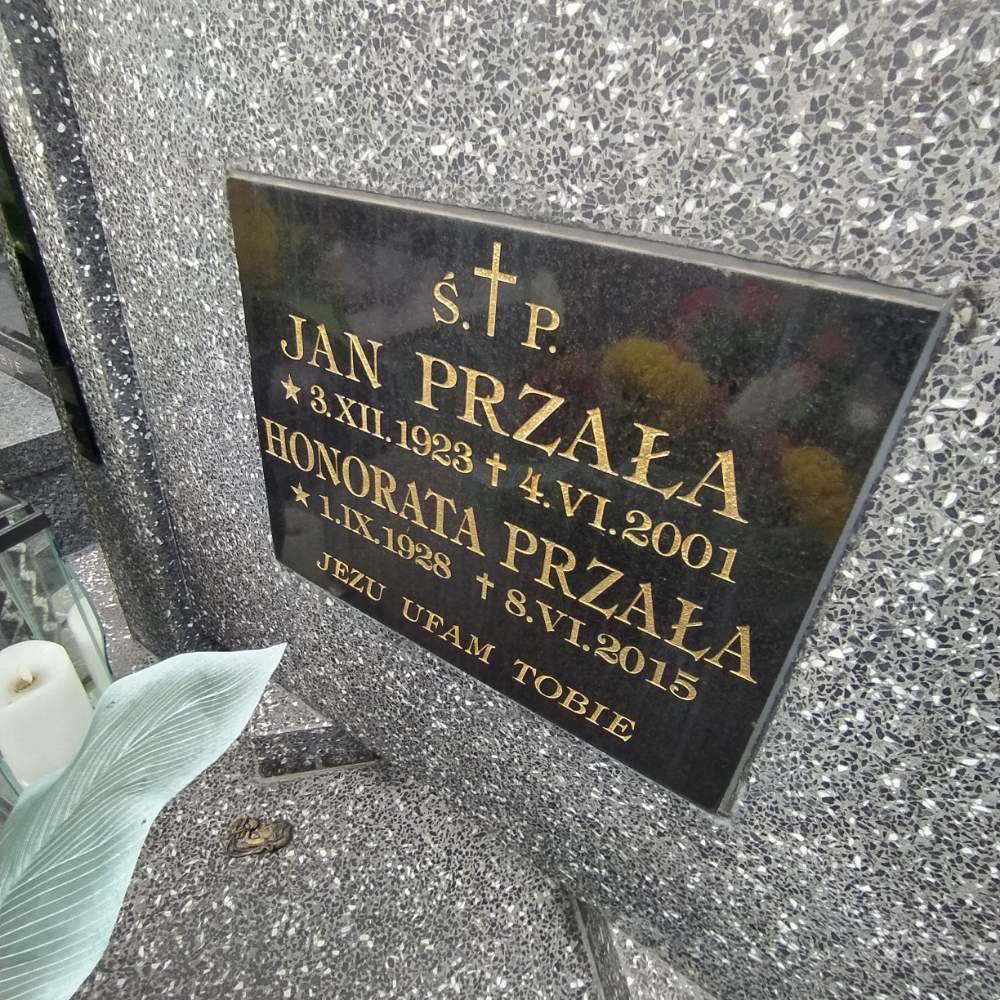 Ś. † P.
JAN PRZAŁA
★ 3.XII.1923 † 4.VI.2001
HONORATA PRZAŁA
★ 1.IX.1928 † 8.VI.2015
JEZU UFAM TOBIE